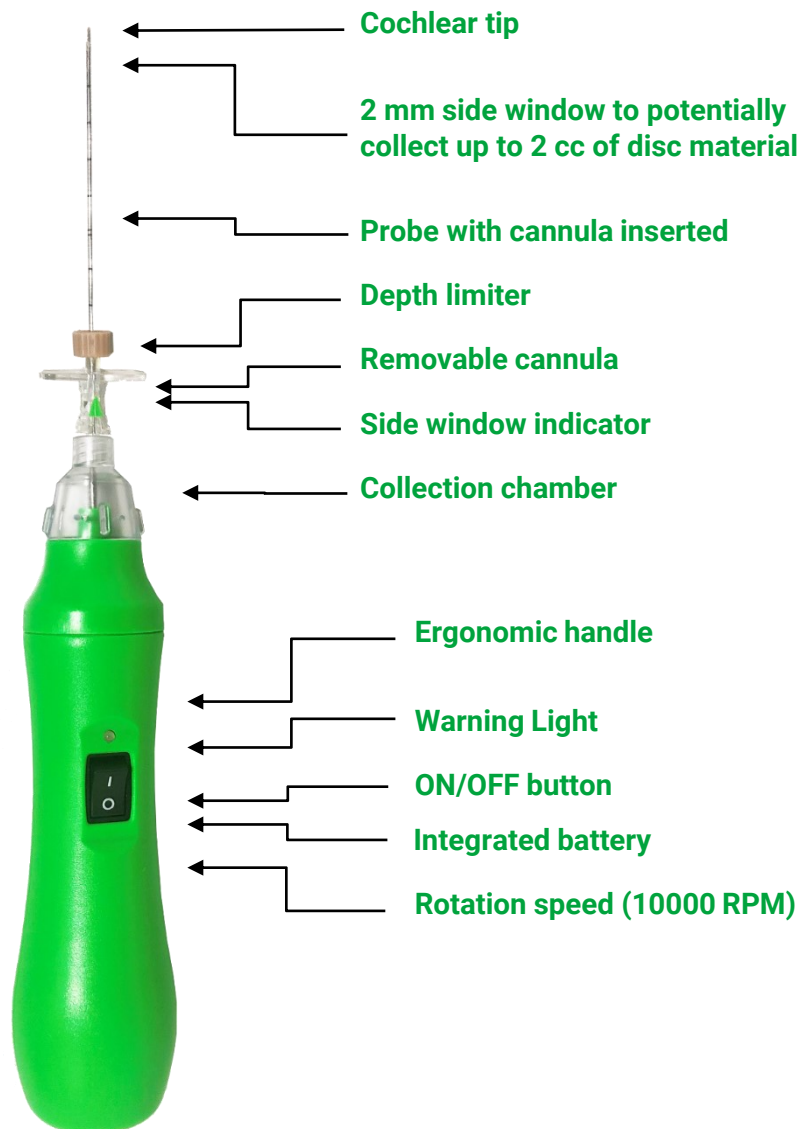 Cochlear tip
2 mm side window to potentially
collect up to 2 cc of disc material
Probe with cannula inserted
Depth limiter
Removable cannula
Side window indicator
Collection chamber
Ergonomic handle
Warning Light
I
ON/OFF button
O
Integrated battery
Rotation speed (10000 RPM)